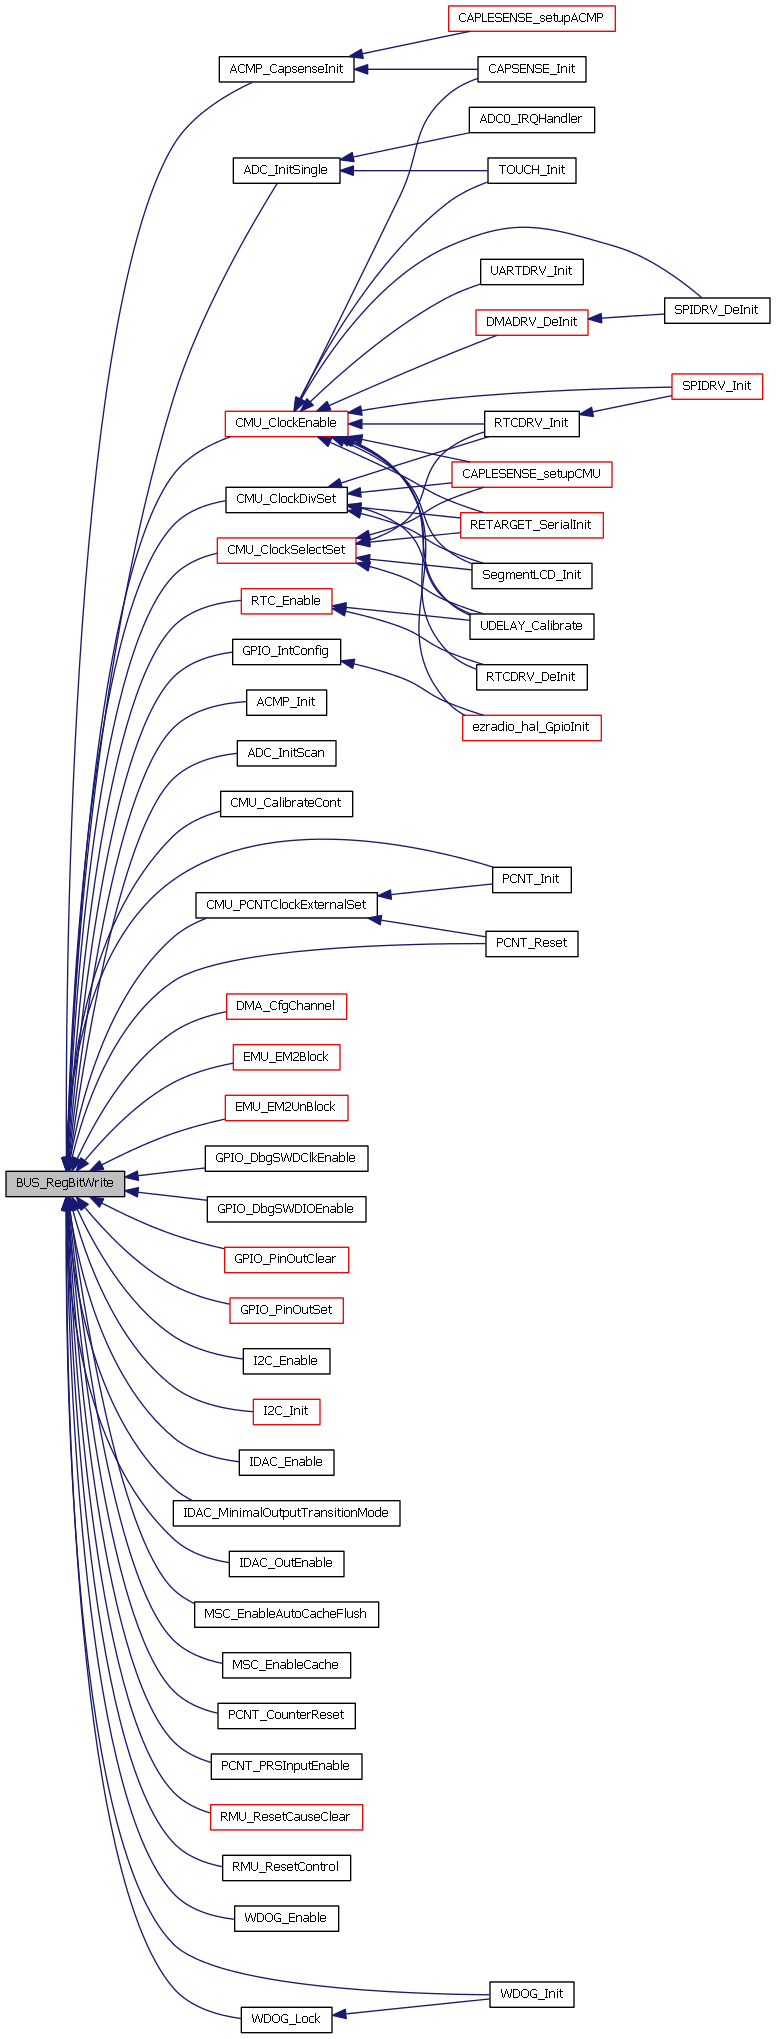 CAPLESENSE_setupACMP
ACMP_CapsenseInit
CAPSENSE_Init
ADC0_IRQHandler
ADC_InitSingle
TOUCH_Init
UARTDRV_Init
SPIDRV_DeInit
DMADRV_DeInit
SPIDRV_Init
CMU_ClockEnable
RTCDRV_Init
CAPLESENSE_setupCMU
CMU_ClockDivSet
RETARGET_SerialInit
CMU_ClockSelectSet
SegmentLCD_Init
RTC_Enable
UDELAY_Calibrate
GPIO_IntConfig
RTCDRV_DeInit
ACMP_Init
ezradio_hal_GpioInit
ADC_InitScan
CMU_CalibrateCont
PCNT_Init
CMU_PCNTClockExternalSet
PCNT_Reset
DMA_CfgChannel
EMU_EM2Block
EMU_EM2UnBlock
GPIO_DbgSWDClkEnable
BUS_RegBitWrite
GPIO_DbgSWDIOEnable
GPIO_PinOutClear
GPIO_PinOutSet
I2C_Enable
I2C_Init
IDAC_Enable
IDAC_MinimalOutputTransitionMode
IDAC_OutEnable
MSC_EnableAutoCacheFlush
MSC_EnableCache
PCNT_CounterReset
PCNT_PRSInputEnable
RMU_ResetCauseClear
RMU_ResetControl
WDOG_Enable
WDOG_Init
WDOG_Lock